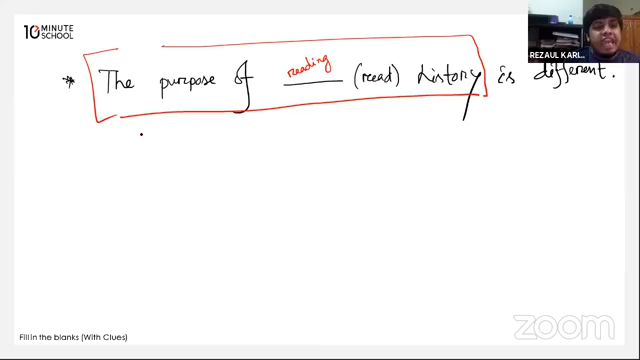 10 MINUTE
SCHOOL
REZAUL KARI...
reading
* The purpose of ______ (read) history is different.
Fill in the blanks (With Clues)
zoom